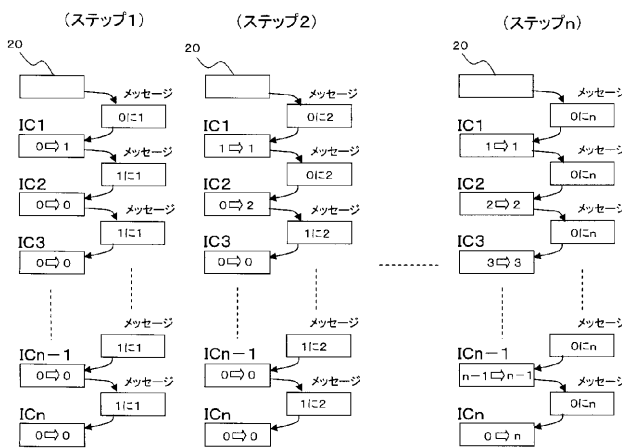 (ステップ1)
20
メッセージ
0に1
IC1
0⇨1
メッセージ
1に1
IC2
0⇨0
メッセージ
1に1
IC3
0⇨0
メッセージ
1に1
ICn−1
0⇨0
メッセージ
1に1
ICn
0⇨0
(ステップ2)
20
メッセージ
0に2
IC1
1⇨1
メッセージ
0に2
IC2
0⇨2
メッセージ
1に2
IC3
0⇨0
メッセージ
1に2
ICn−1
0⇨0
メッセージ
1に2
ICn
0⇨0
(ステップn)
20
メッセージ
0にn
IC1
1⇨1
メッセージ
0にn
IC2
2⇨2
メッセージ
0にn
IC3
3⇨3
メッセージ
0にn
ICn−1
n−1⇨n−1
メッセージ
0にn
ICn
0⇨n